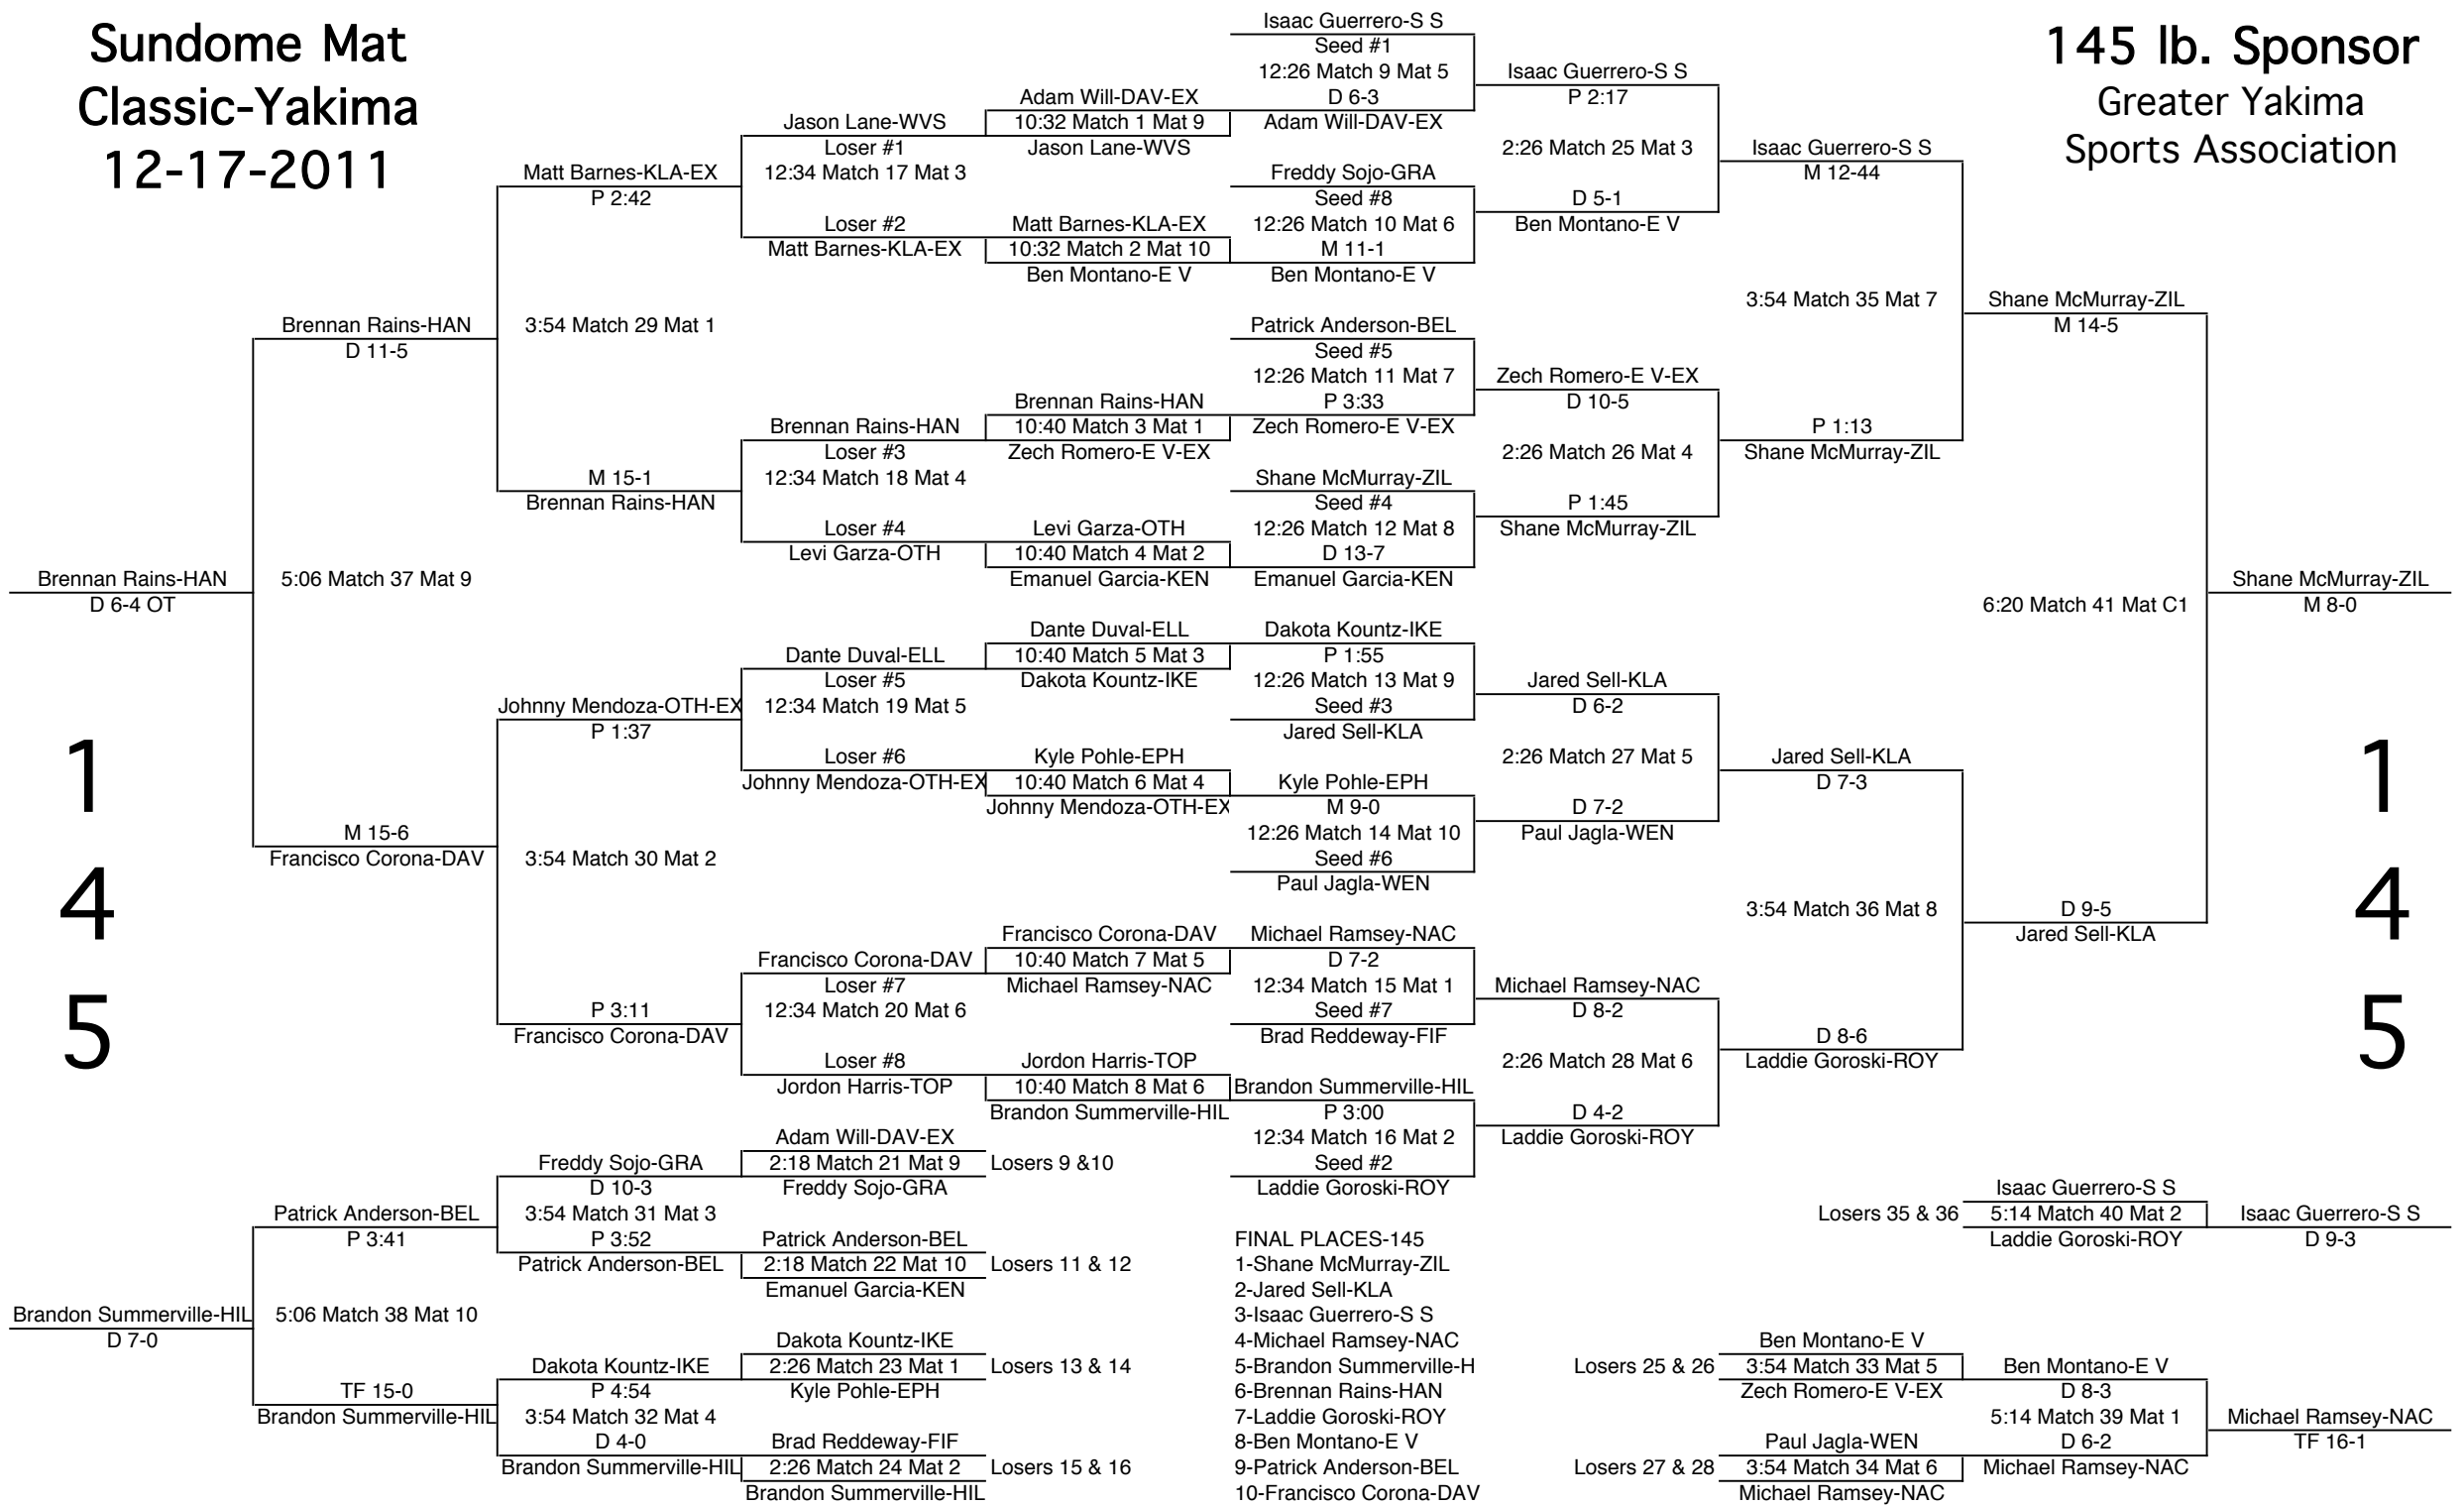 Sundome Mat
Classic-Yakima
12-17-2011
145 lb. Sponsor
Greater Yakima
Sports Association
Brennan Rains-HAN
D 6-4 OT
1
4
5
Brandon Summerville-HIL
D 7-0
Brennan Rains-HAN
D 11-5
5:06 Match 37 Mat 9
M 15-6
Francisco Corona-DAV
Patrick Anderson-BEL
P 3:41
5:06 Match 38 Mat 10
TF 15-0
Brandon Summerville-HIL
Matt Barnes-KLA-EX
P 2:42
3:54 Match 29 Mat 1
M 15-1
Brennan Rains-HAN
Johnny Mendoza-OTH-EX
P 1:37
3:54 Match 30 Mat 2
P 3:11
Francisco Corona-DAV
Freddy Sojo-GRA
D 10-3
3:54 Match 31 Mat 3
P 3:52
Patrick Anderson-BEL
Dakota Kountz-IKE
P 4:54
3:54 Match 32 Mat 4
D 4-0
Brandon Summerville-HIL
Jason Lane-WVS
Loser #1
12:34 Match 17 Mat 3
Loser #2
Matt Barnes-KLA-EX
Brennan Rains-HAN
Loser #3
12:34 Match 18 Mat 4
Loser #4
Levi Garza-OTH
Dante Duval-ELL
Loser #5
12:34 Match 19 Mat 5
Loser #6
Johnny Mendoza-OTH-EX
Francisco Corona-DAV
Loser #7
12:34 Match 20 Mat 6
Loser #8
Jordon Harris-TOP
Adam Will-DAV-EX
2:18 Match 21 Mat 9
Losers 9 &10
Freddy Sojo-GRA
Patrick Anderson-BEL
2:18 Match 22 Mat 10
Losers 11 & 12
Emanuel Garcia-KEN
Dakota Kountz-IKE
2:26 Match 23 Mat 1
Losers 13 & 14
Kyle Pohle-EPH
Brad Reddeway-FIF
2:26 Match 24 Mat 2
Losers 15 & 16
Brandon Summerville-HIL
Adam Will-DAV-EX
10:32 Match 1 Mat 9
Jason Lane-WVS
Matt Barnes-KLA-EX
10:32 Match 2 Mat 10
Ben Montano-E V
Brennan Rains-HAN
10:40 Match 3 Mat 1
Zech Romero-E V-EX
Levi Garza-OTH
10:40 Match 4 Mat 2
Emanuel Garcia-KEN
Dante Duval-ELL
10:40 Match 5 Mat 3
Dakota Kountz-IKE
Kyle Pohle-EPH
10:40 Match 6 Mat 4
Johnny Mendoza-OTH-EX
Francisco Corona-DAV
10:40 Match 7 Mat 5
Michael Ramsey-NAC
Jordon Harris-TOP
10:40 Match 8 Mat 6
Brandon Summerville-HIL
Isaac Guerrero-S S
Seed #1
12:26 Match 9 Mat 5
D 6-3
Adam Will-DAV-EX
Freddy Sojo-GRA
Seed #8
12:26 Match 10 Mat 6
M 11-1
Ben Montano-E V
Patrick Anderson-BEL
Seed #5
12:26 Match 11 Mat 7
P 3:33
Zech Romero-E V-EX
Shane McMurray-ZIL
Seed #4
12:26 Match 12 Mat 8
D 13-7
Emanuel Garcia-KEN
Dakota Kountz-IKE
P 1:55
12:26 Match 13 Mat 9
Seed #3
Jared Sell-KLA
Kyle Pohle-EPH
M 9-0
12:26 Match 14 Mat 10
Seed #6
Paul Jagla-WEN
Michael Ramsey-NAC
D 7-2
12:34 Match 15 Mat 1
Seed #7
Brad Reddeway-FIF
Brandon Summerville-HIL
P 3:00
12:34 Match 16 Mat 2
Seed #2
Laddie Goroski-ROY
FINAL PLACES-145
1-Shane McMurray-ZIL
2-Jared Sell-KLA
3-Isaac Guerrero-S S
4-Michael Ramsey-NAC
5-Brandon Summerville-H
6-Brennan Rains-HAN
7-Laddie Goroski-ROY
8-Ben Montano-E V
9-Patrick Anderson-BEL
10-Francisco Corona-DAV
Isaac Guerrero-S S
P 2:17
2:26 Match 25 Mat 3
D 5-1
Ben Montano-E V
Zech Romero-E V-EX
D 10-5
2:26 Match 26 Mat 4
P 1:45
Shane McMurray-ZIL
Jared Sell-KLA
D 6-2
2:26 Match 27 Mat 5
D 7-2
Paul Jagla-WEN
Michael Ramsey-NAC
D 8-2
2:26 Match 28 Mat 6
D 4-2
Laddie Goroski-ROY
Isaac Guerrero-S S
M 12-44
3:54 Match 35 Mat 7
P 1:13
Shane McMurray-ZIL
Jared Sell-KLA
D 7-3
3:54 Match 36 Mat 8
D 8-6
Laddie Goroski-ROY
Shane McMurray-ZIL
M 14-5
6:20 Match 41 Mat C1
D 9-5
Jared Sell-KLA
Shane McMurray-ZIL
M 8-0
1
4
5
Isaac Guerrero-S S
Losers 35 & 36
5:14 Match 40 Mat 2
Laddie Goroski-ROY
Isaac Guerrero-S S
D 9-3
Ben Montano-E V
Losers 25 & 26
3:54 Match 33 Mat 5
Zech Romero-E V-EX
Paul Jagla-WEN
Losers 27 & 28
3:54 Match 34 Mat 6
Michael Ramsey-NAC
Ben Montano-E V
D 8-3
5:14 Match 39 Mat 1
D 6-2
Michael Ramsey-NAC
Michael Ramsey-NAC
TF 16-1